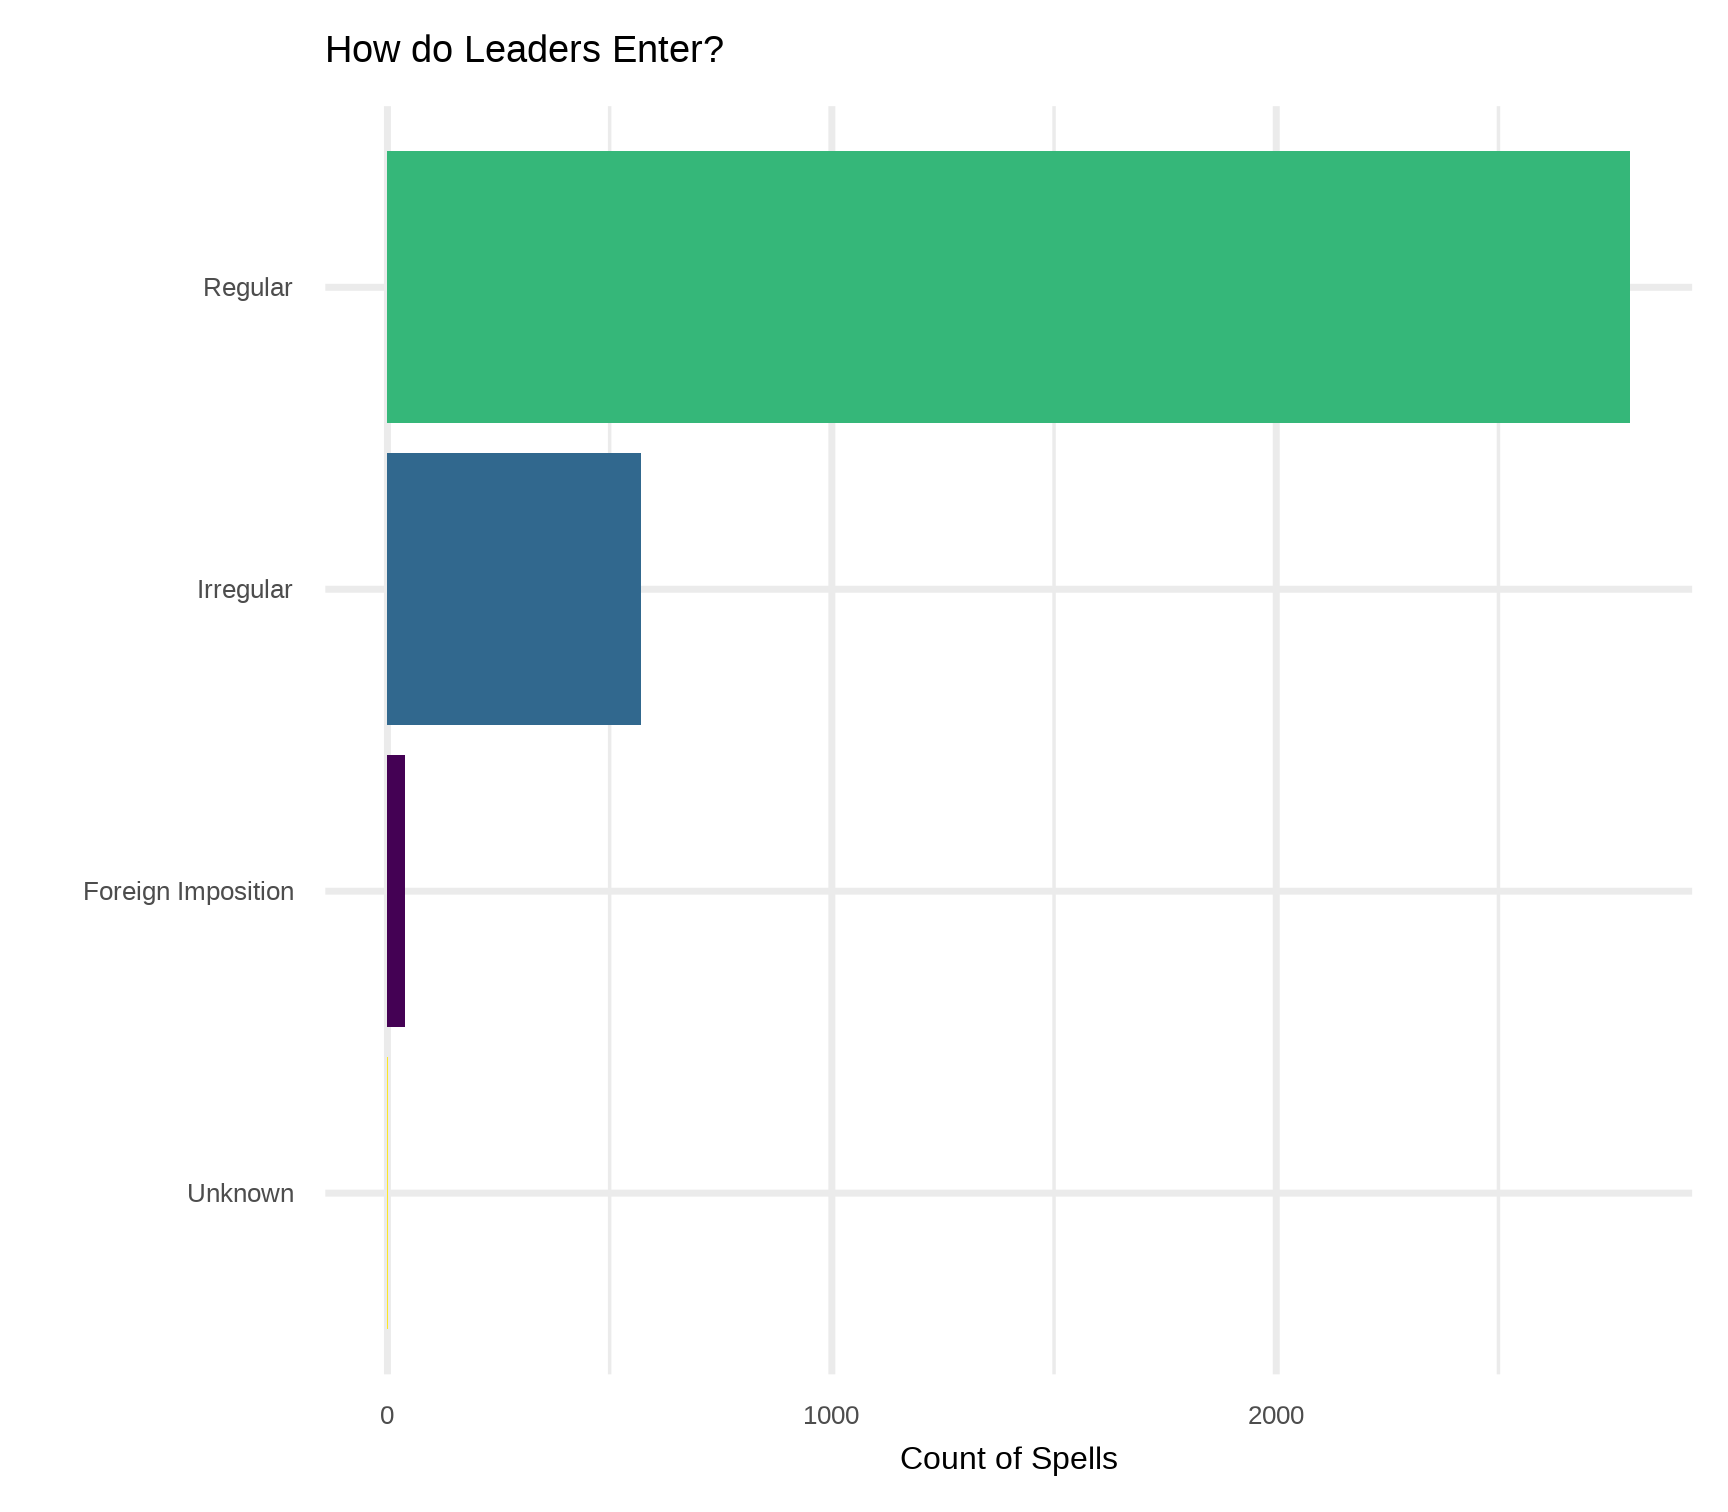 How do Leaders Enter?
Regular
Irregular
Foreign Imposition
Unknown
0 1000 2000
Count of Spells